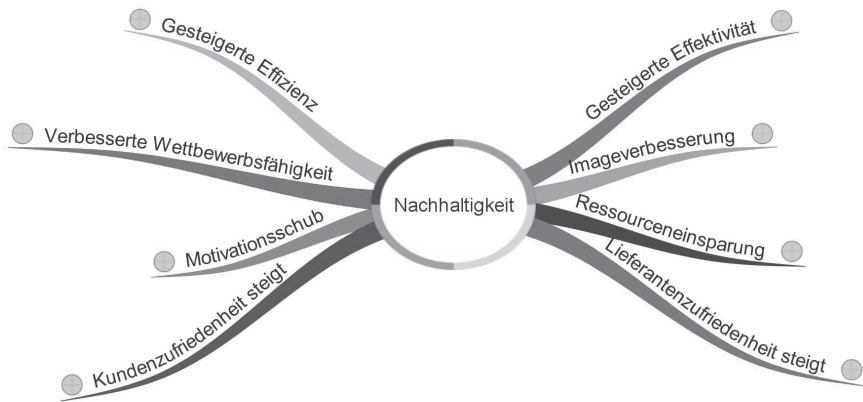 Gesteigerte Effizienz
Verbesserte Wettbewerbsfähigkeit
Motivationsschub
Kundenzufriedenheit steigt
Nachhaltigkeit
Gesteigerte Effektivität
Imageverbesserung
Ressourceneinsparung
Lieferantenzufriedenheit steigt